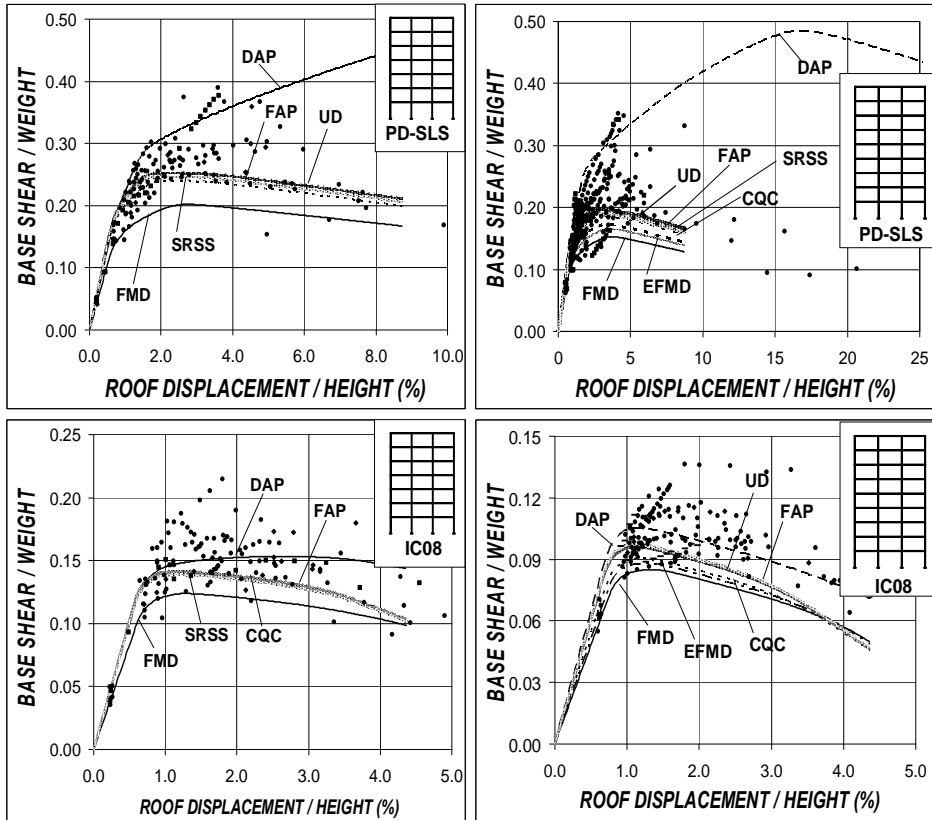 BASE SHEAR / WEIGHT
0.50
0.40
0.30
0.20
0.10
0.00
0.0 2.0 4.0 6.0 8.0 10.0
ROOF DISPLACEMENT / HEIGHT (%)
DAP
FAP
UD
SRSS
FMD
PD-SLS
BASE SHEAR / WEIGHT
0.50
0.40
0.30
0.20
0.10
0.00
0 5 10 15 20 25
ROOF DISPLACEMENT / HEIGHT (%)
DAP
FAP
SRSS
UD
CQC
FMD
EFMD
PD-SLS
BASE SHEAR / WEIGHT
0.25
0.20
0.15
0.10
0.05
0.00
0.0 1.0 2.0 3.0 4.0 5.0
ROOF DISPLACEMENT / HEIGHT (%)
DAP
FAP
SRSS
CQC
FMD
IC08
BASE SHEAR / WEIGHT
0.15
0.12
0.09
0.06
0.03
0.00
0.0 1.0 2.0 3.0 4.0 5.0
ROOF DISPLACEMENT / HEIGHT (%)
UD
DAP
FAP
FMD
EFMD
CQC
IC08